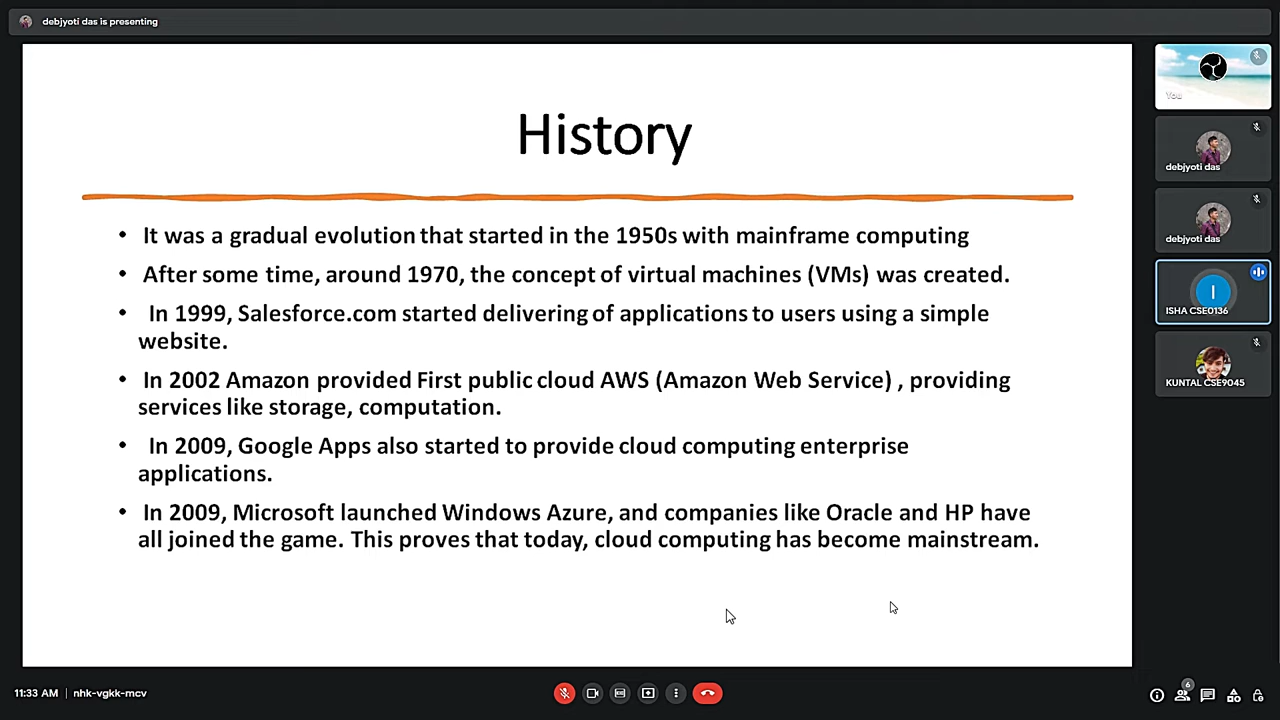 debjyoti das is presenting
History
• It was a gradual evolution that started in the 1950s with mainframe computing
• After some time, around 1970, the concept of virtual machines (VMs) was created.
• In 1999, Salesforce.com started delivering of applications to users using a simple
website.
• In 2002 Amazon provided First public cloud AWS (Amazon Web Service) , providing
services like storage, computation.
• In 2009, Google Apps also started to provide cloud computing enterprise
applications.
• In 2009, Microsoft launched Windows Azure, and companies like Oracle and HP have
all joined the game. This proves that today, cloud computing has become mainstream.
You
debjyoti das
debjyoti das
I
ISHA CSE0136
KUNTAL CSE9045
11:33 AM | nhk-vgkk-mcv
6